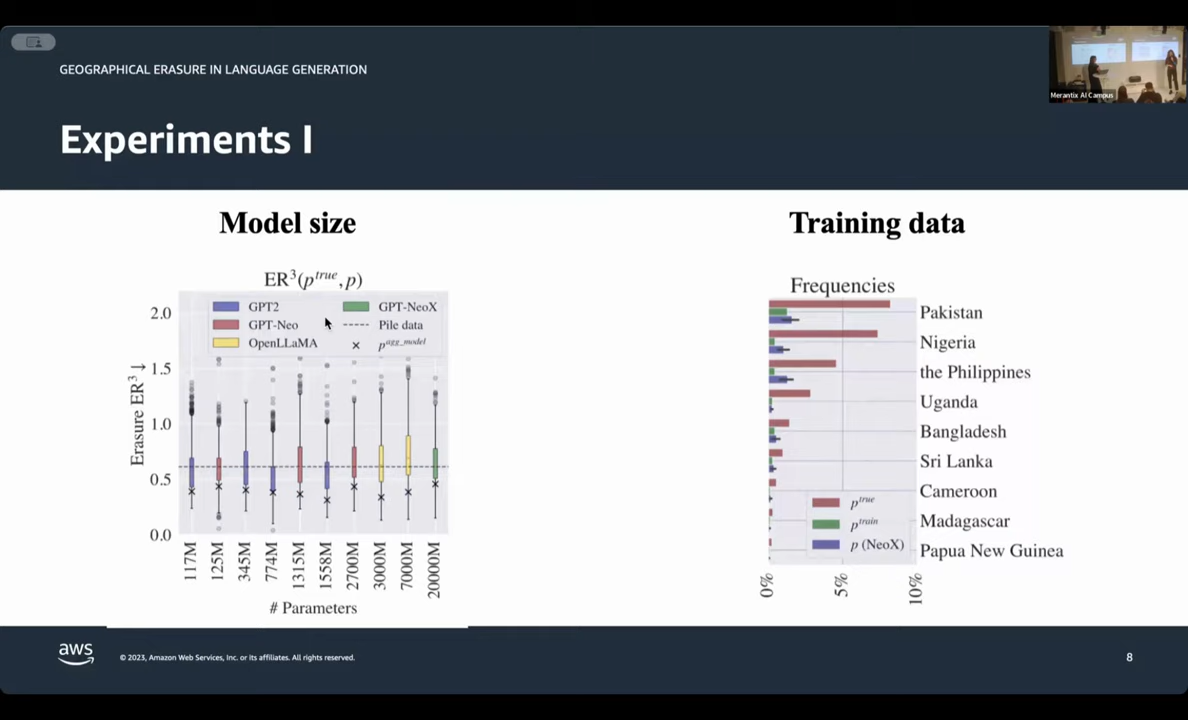 GEOGRAPHICAL ERASURE IN LANGUAGE GENERATION
Merantix AI Campus
Experiments I
Model size
ER³(p^true, p)
GPT2
GPT-Neo
OpenLLaMA
GPT-NeoX
Pile data
p^agg_model
Erasure ER³ ↓
2.0
1.5
1.0
0.5
0.0
117M
125M
345M
774M
1315M
1558M
2700M
3000M
7000M
20000M
# Parameters
Training data
Frequencies
Pakistan
Nigeria
the Philippines
Uganda
Bangladesh
Sri Lanka
Cameroon
Madagascar
Papua New Guinea
p^true
p^train
p (NeoX)
0%
5%
10%
aws
© 2023, Amazon Web Services, Inc. or its affiliates. All rights reserved.
8